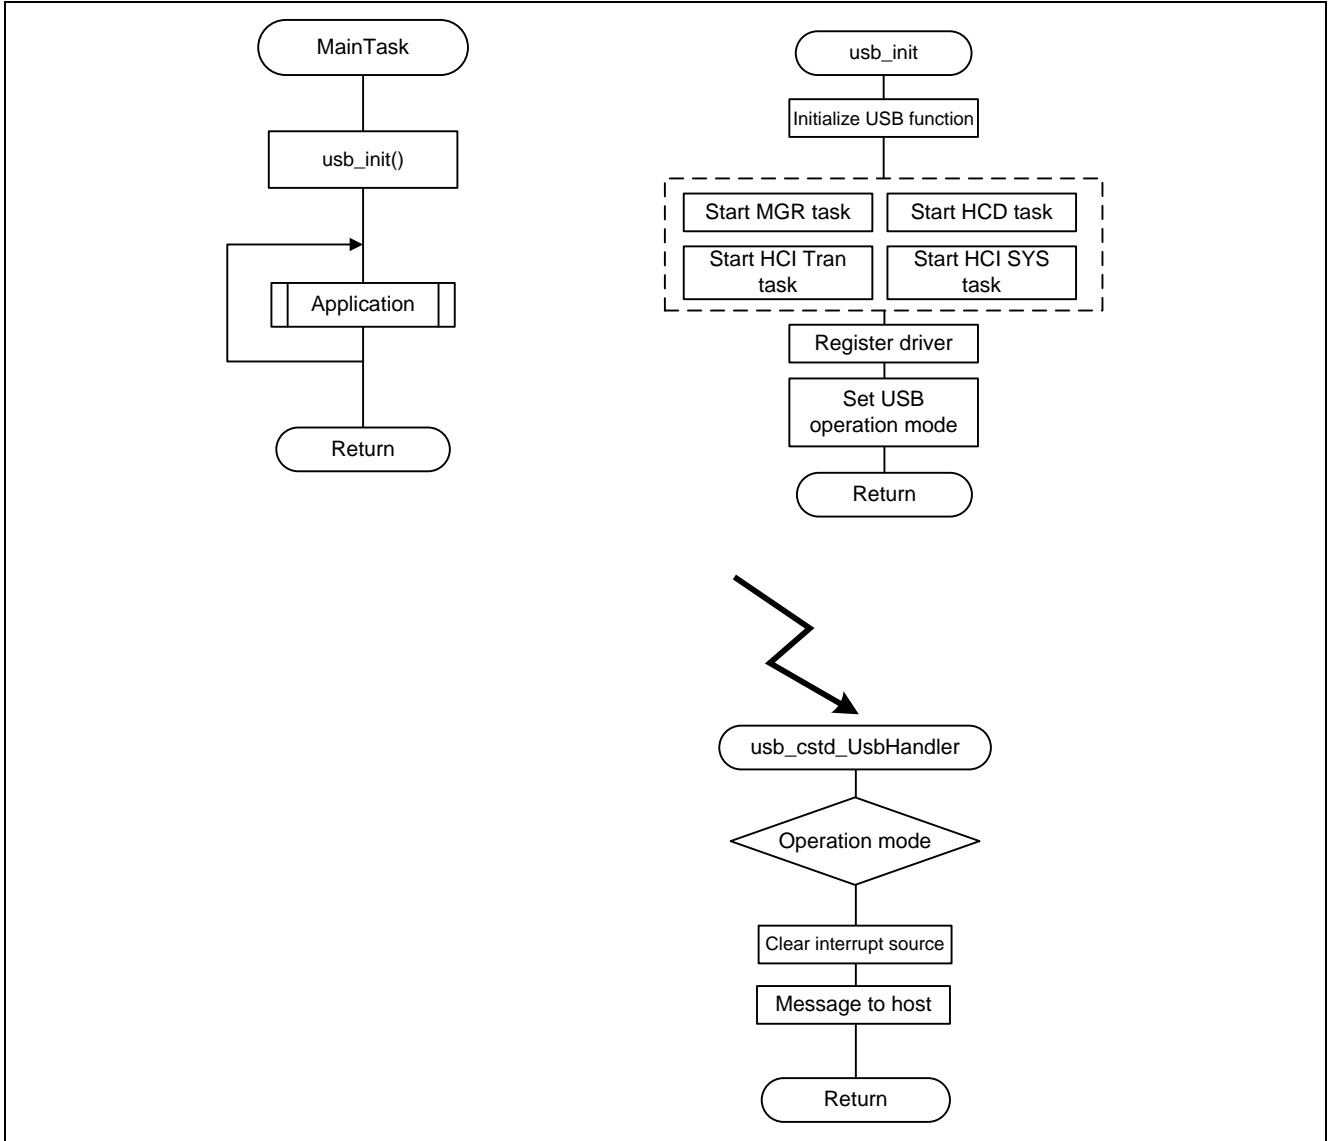 MainTask
usb_init()
Application
Return
usb_init
Initialize USB function
Start MGR task
Start HCD task
Start HCI Tran
task
Start HCI SYS
task
Register driver
Set USB
operation mode
Return
usb_cstd_UsbHandler
Operation mode
Clear interrupt source
Message to host
Return